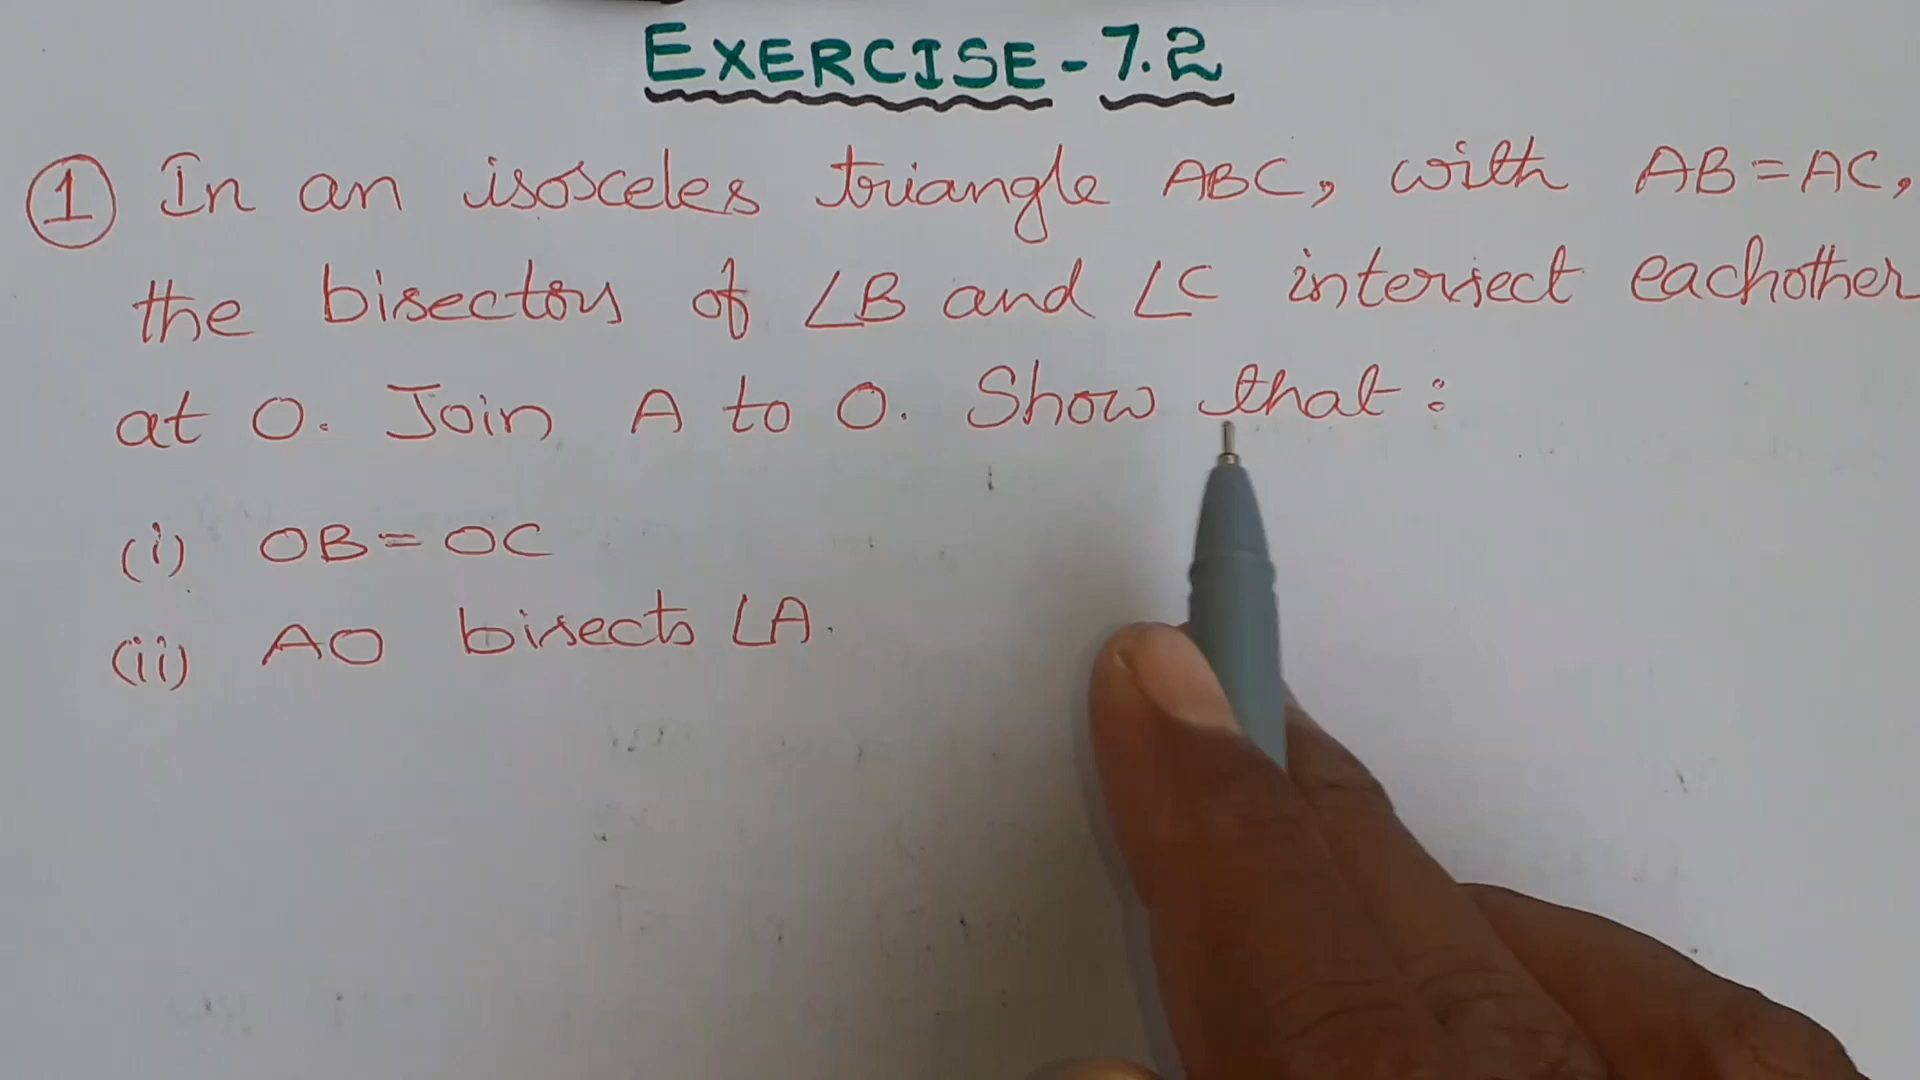 EXERCISE-7.2
① In an isosceles triangle ABC, with AB=AC,
the bisectors of ∠B and ∠C intersect eachother
at O. Join A to O. Show that:
(i) OB=OC
(ii) AO bisects ∠A.